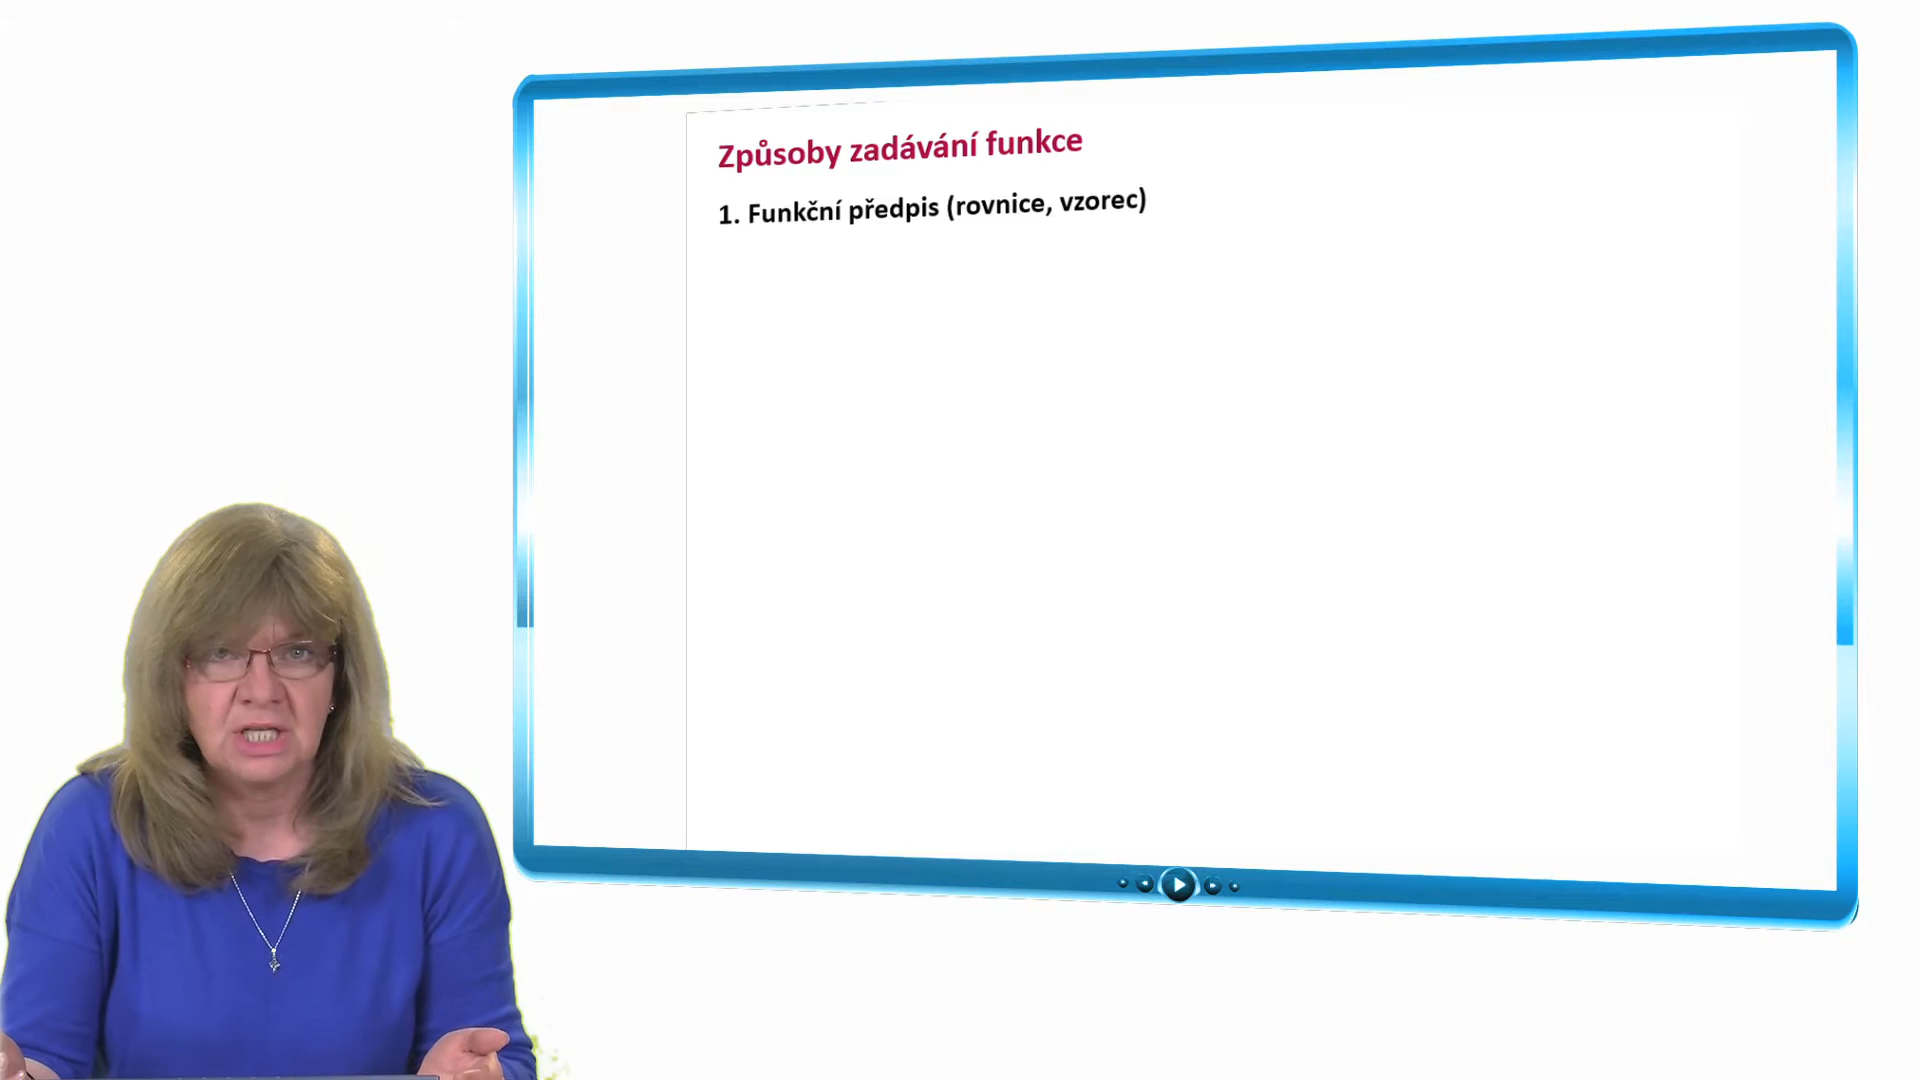 Způsoby zadávání funkce
1. Funkční předpis (rovnice, vzorec)